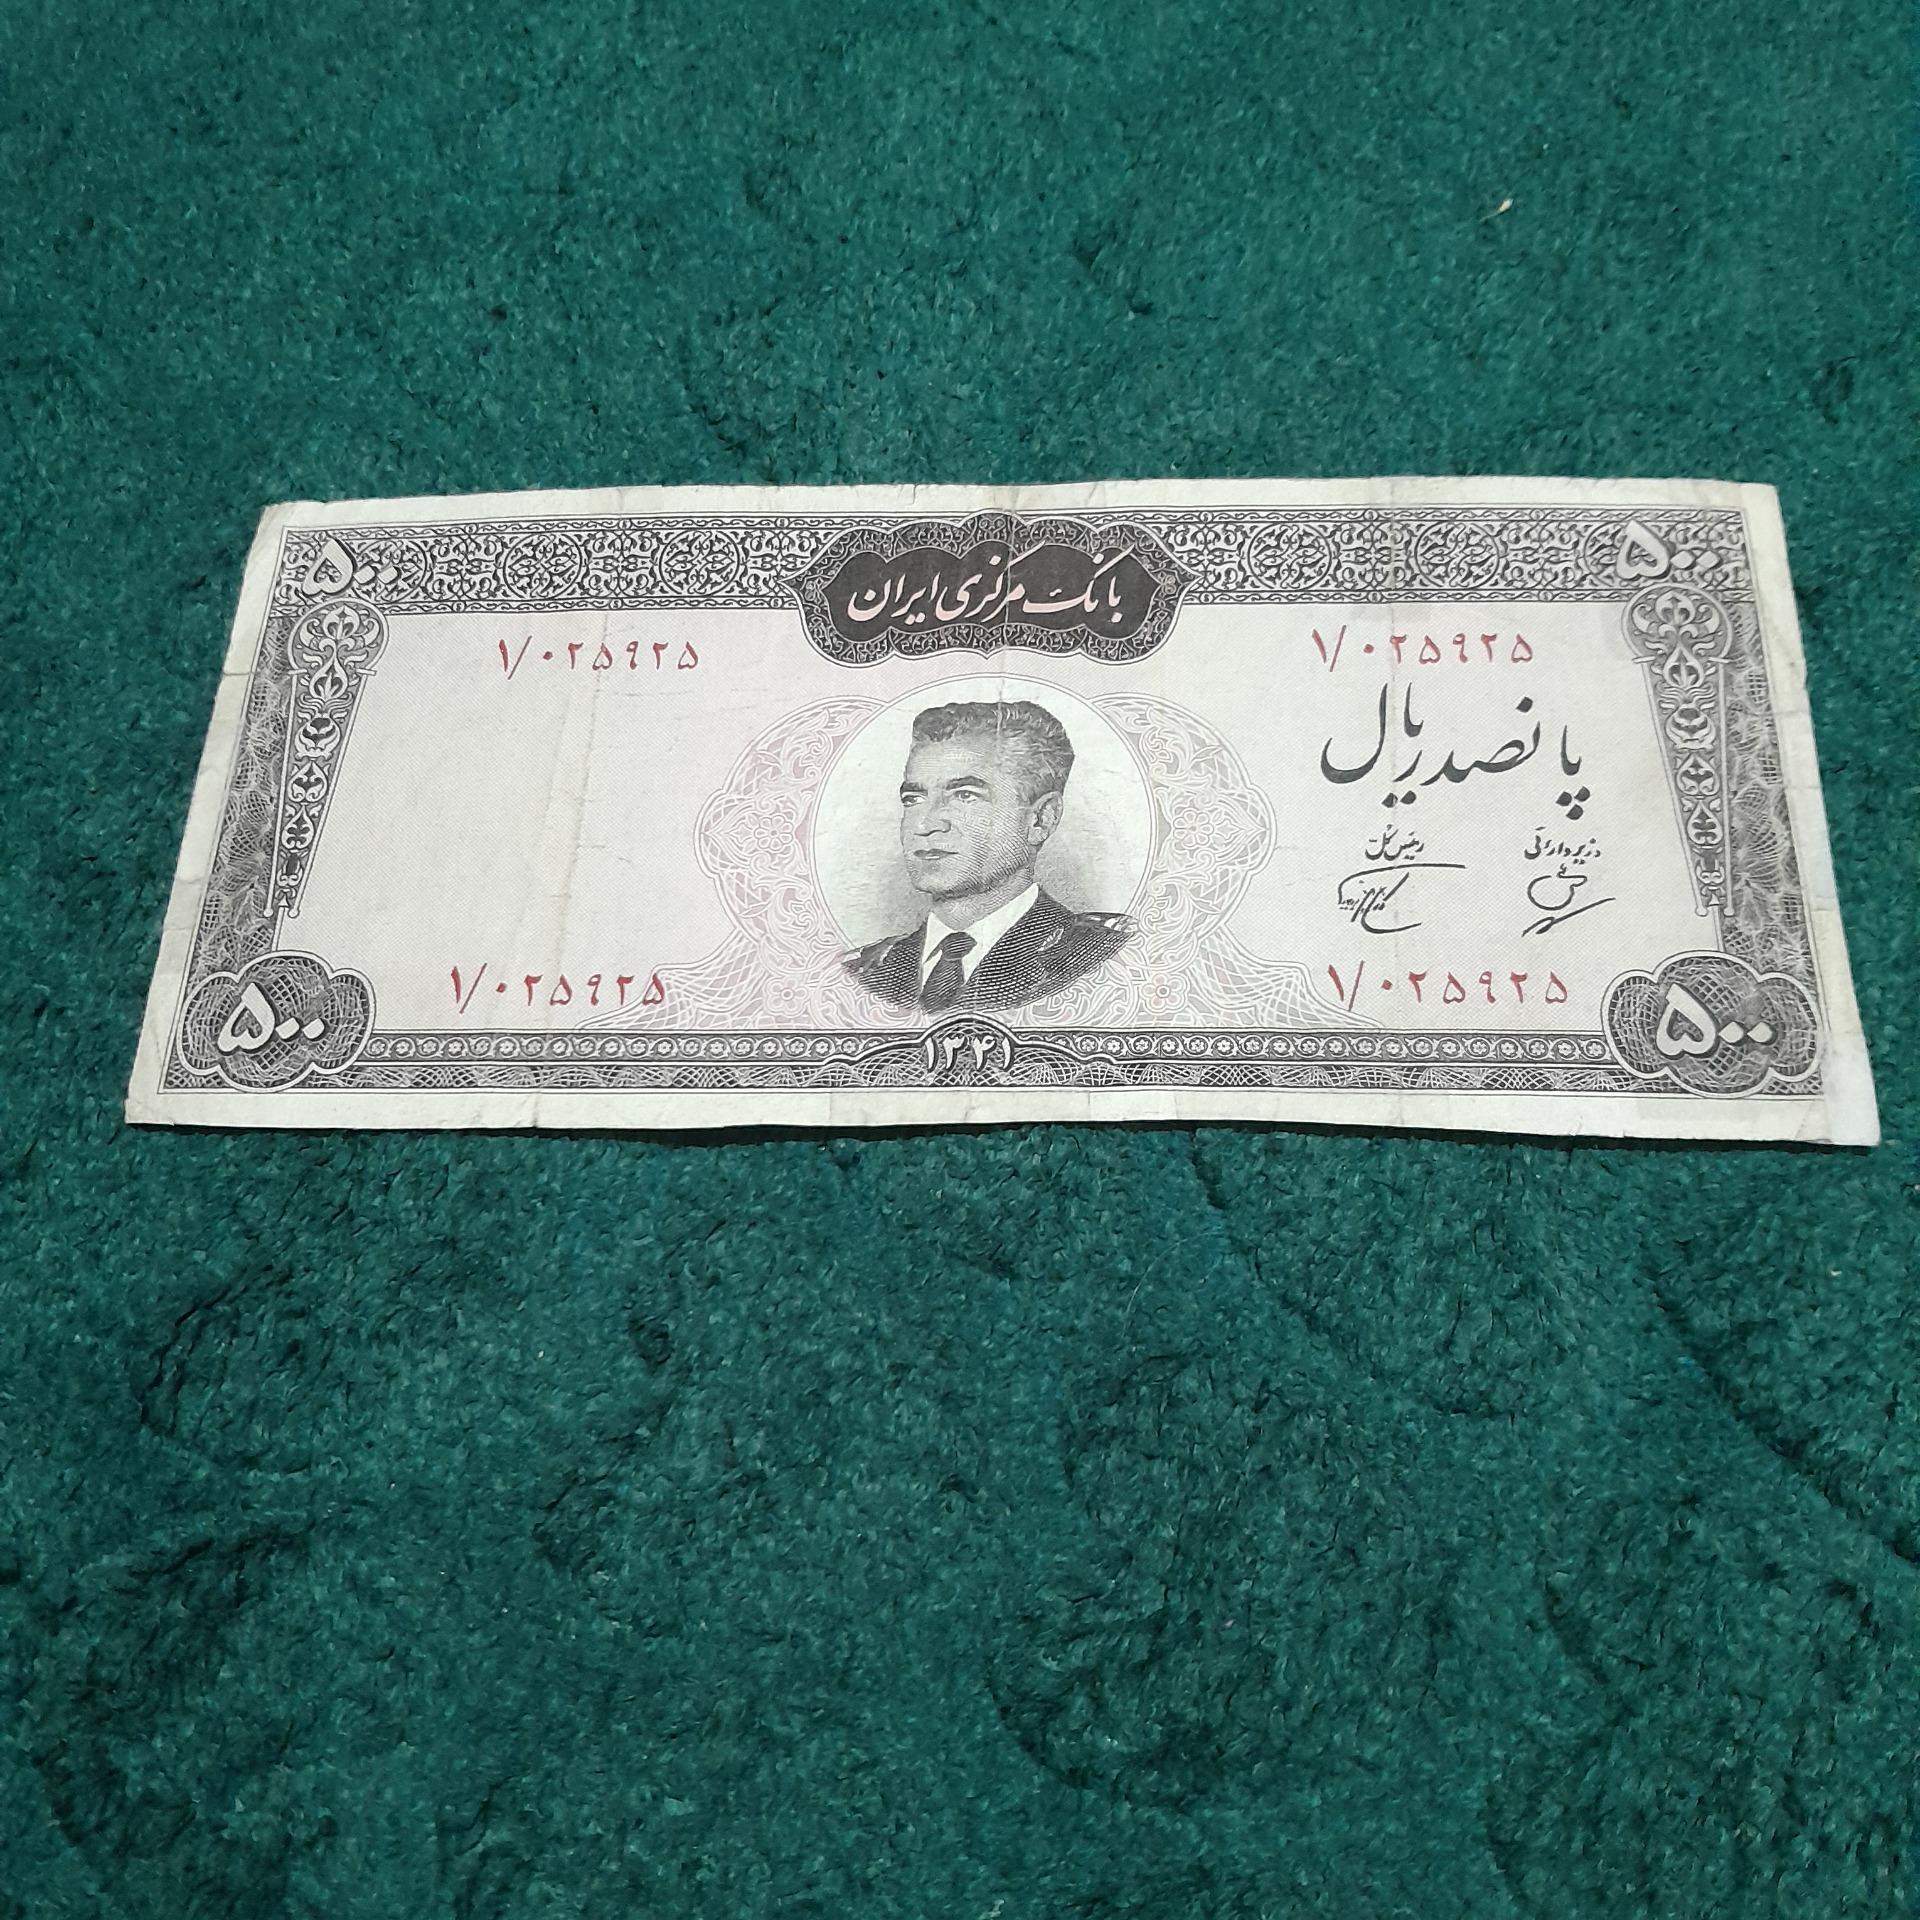 ۵۰۰ بانک مرکزی ایران ۵۰۰
۱/۰۲۵۹۲۵ ۱/۰۲۵۹۲۵
پانصد ریال
وزیر دارائی رئیس کل
۱/۰۲۵۹۲۵ ۱/۰۲۵۹۲۵
۵۰۰ ۱۳۴۱ ۵۰۰